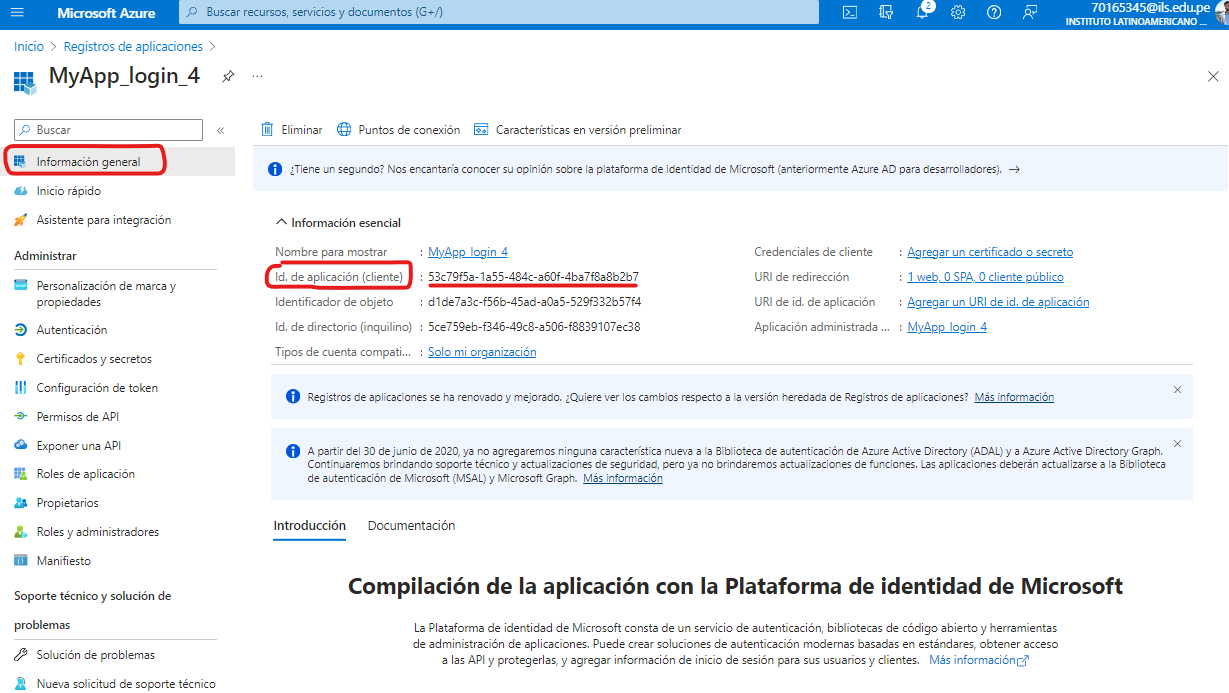 Microsoft Azure
Buscar recursos, servicios y documentos (G+/)
2
70165345@ils.edu.pe
INSTITUTO LATINOAMERICANO ...
Inicio > Registros de aplicaciones >
MyApp_login_4
...
Buscar
«
Información general
Inicio rápido
Asistente para integración
Administrar
Personalización de marca y
propiedades
Autenticación
Certificados y secretos
Configuración de token
Permisos de API
Exponer una API
Roles de aplicación
Propietarios
Roles y administradores
Manifiesto
Soporte técnico y solución de
problemas
Solución de problemas
Nueva solicitud de soporte técnico
Eliminar Puntos de conexión Características en versión preliminar
¿Tiene un segundo? Nos encantaría conocer su opinión sobre la plataforma de identidad de Microsoft (anteriormente Azure AD para desarrolladores). →
Información esencial
Nombre para mostrar : MyApp_login_4
Id. de aplicación (cliente) : 53c79f5a-1a55-484c-a60f-4ba7f8a8b2b7
Identificador de objeto : d1de7a3c-f56b-45ad-a0a5-529f332b57f4
Id. de directorio (inquilino) : 5ce759eb-f346-49c8-a506-f8839107ec38
Tipos de cuenta compati... : Solo mi organización
Credenciales de cliente : Agregar un certificado o secreto
URI de redirección : 1 web, 0 SPA, 0 cliente público
URI de id. de aplicación : Agregar un URI de id. de aplicación
Aplicación administrada ... : MyApp_login_4
Registros de aplicaciones se ha renovado y mejorado. ¿Quiere ver los cambios respecto a la versión heredada de Registros de aplicaciones? Más información
A partir del 30 de junio de 2020, ya no agregaremos ninguna característica nueva a la Biblioteca de autenticación de Azure Active Directory (ADAL) y a Azure Active Directory Graph.
Continuaremos brindando soporte técnico y actualizaciones de seguridad, pero ya no brindaremos actualizaciones de funciones. Las aplicaciones deberán actualizarse a la Biblioteca
de autenticación de Microsoft (MSAL) y Microsoft Graph. Más información
Introducción Documentación
Compilación de la aplicación con la Plataforma de identidad de Microsoft
La Plataforma de identidad de Microsoft consta de un servicio de autenticación, bibliotecas de código abierto y herramientas
de administración de aplicaciones. Puede crear soluciones de autenticación modernas basadas en estándares, obtener acceso
a las API y protegerlas, y agregar información de inicio de sesión para sus usuarios y clientes. Más información